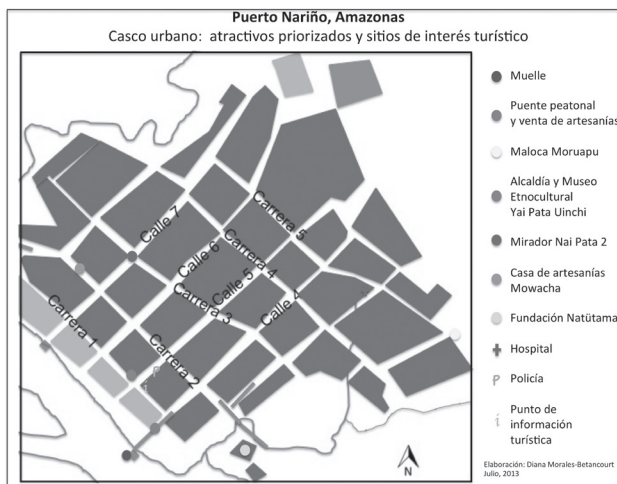 Puerto Nariño, Amazonas
Casco urbano: atractivos priorizados y sitios de interés turístico
Muelle
Puente peatonal
y venta de artesanías
Maloca Moruapu
Alcaldía y Museo
Etnocultural
Yai Pata Uinchi
Mirador Nai Pata 2
Casa de artesanías
Mowacha
Fundación Natütama
Hospital
P Policía
i Punto de
información
turística
Calle 7
Carrera 5
Calle 6
Carrera 4
Calle 5
Calle 4
Carrera 3
Carrera 1
Carrera 2
P
i
N
Elaboración: Diana Morales-Betancourt
Julio, 2013